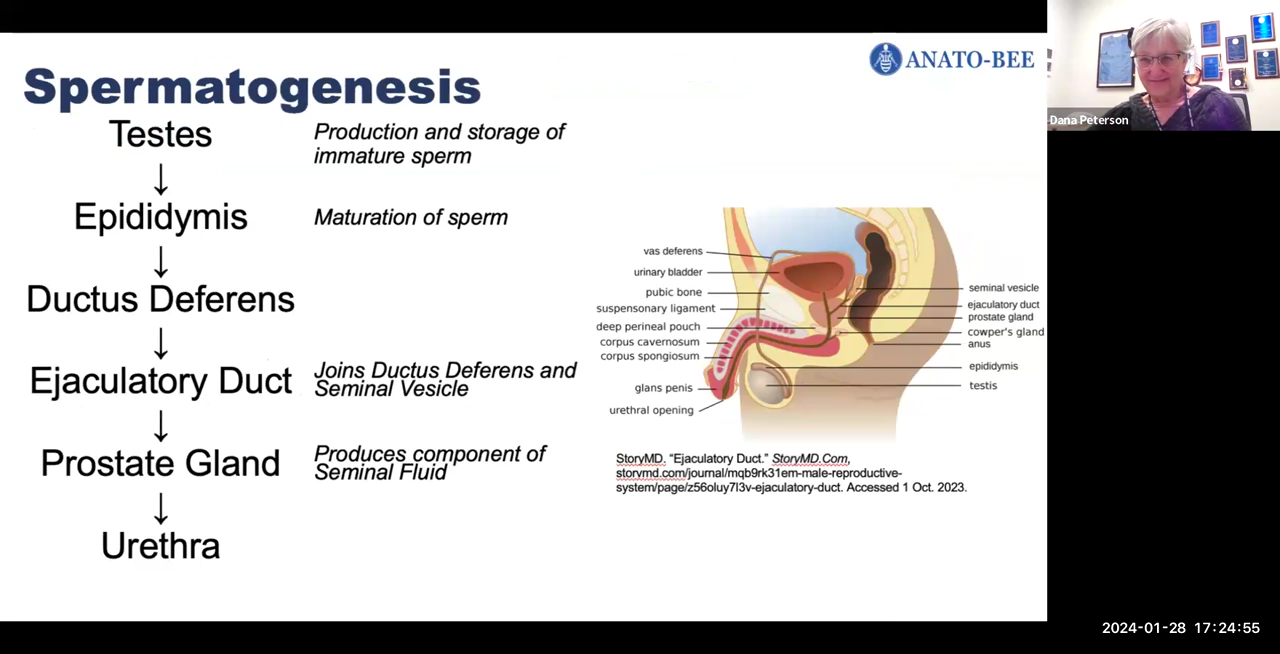 ANATO-BEE
Spermatogenesis
Testes
Production and storage of
immature sperm
↓
Epididymis
Maturation of sperm
↓
Ductus Deferens
↓
Ejaculatory Duct
Joins Ductus Deferens and
Seminal Vesicle
↓
Prostate Gland
Produces component of
Seminal Fluid
↓
Urethra
vas deferens
urinary bladder
pubic bone
suspensonary ligament
deep perineal pouch
corpus cavernosum
corpus spongiosum
glans penis
urethral opening
seminal vesicle
ejaculatory duct
prostate gland
cowper's gland
anus
epididymis
testis
StoryMD. “Ejaculatory Duct.” StoryMD.Com,
storymd.com/journal/mqb9rk31em-male-reproductive-
system/page/z56oluy7l3v-ejaculatory-duct. Accessed 1 Oct. 2023.
Dana Peterson
2024-01-28 17:24:55